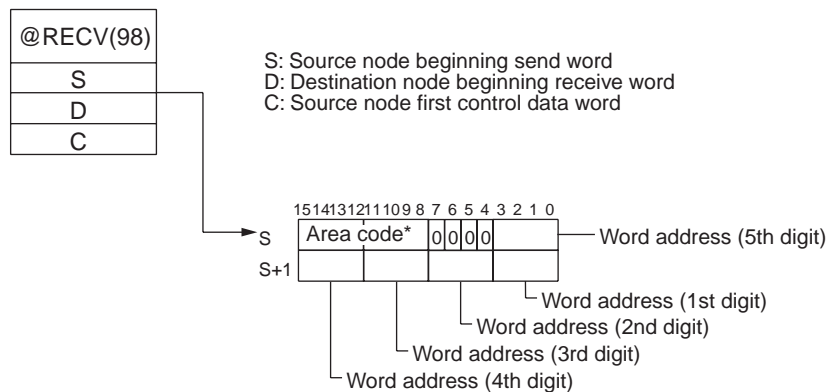 @RECV(98)
S
D
C
S: Source node beginning send word
D: Destination node beginning receive word
C: Source node first control data word
15 14 13 12 11 10 9 8 7 6 5 4 3 2 1 0
S Area code* 0 0 0 0 Word address (5th digit)
S+1
Word address (1st digit)
Word address (2nd digit)
Word address (3rd digit)
Word address (4th digit)